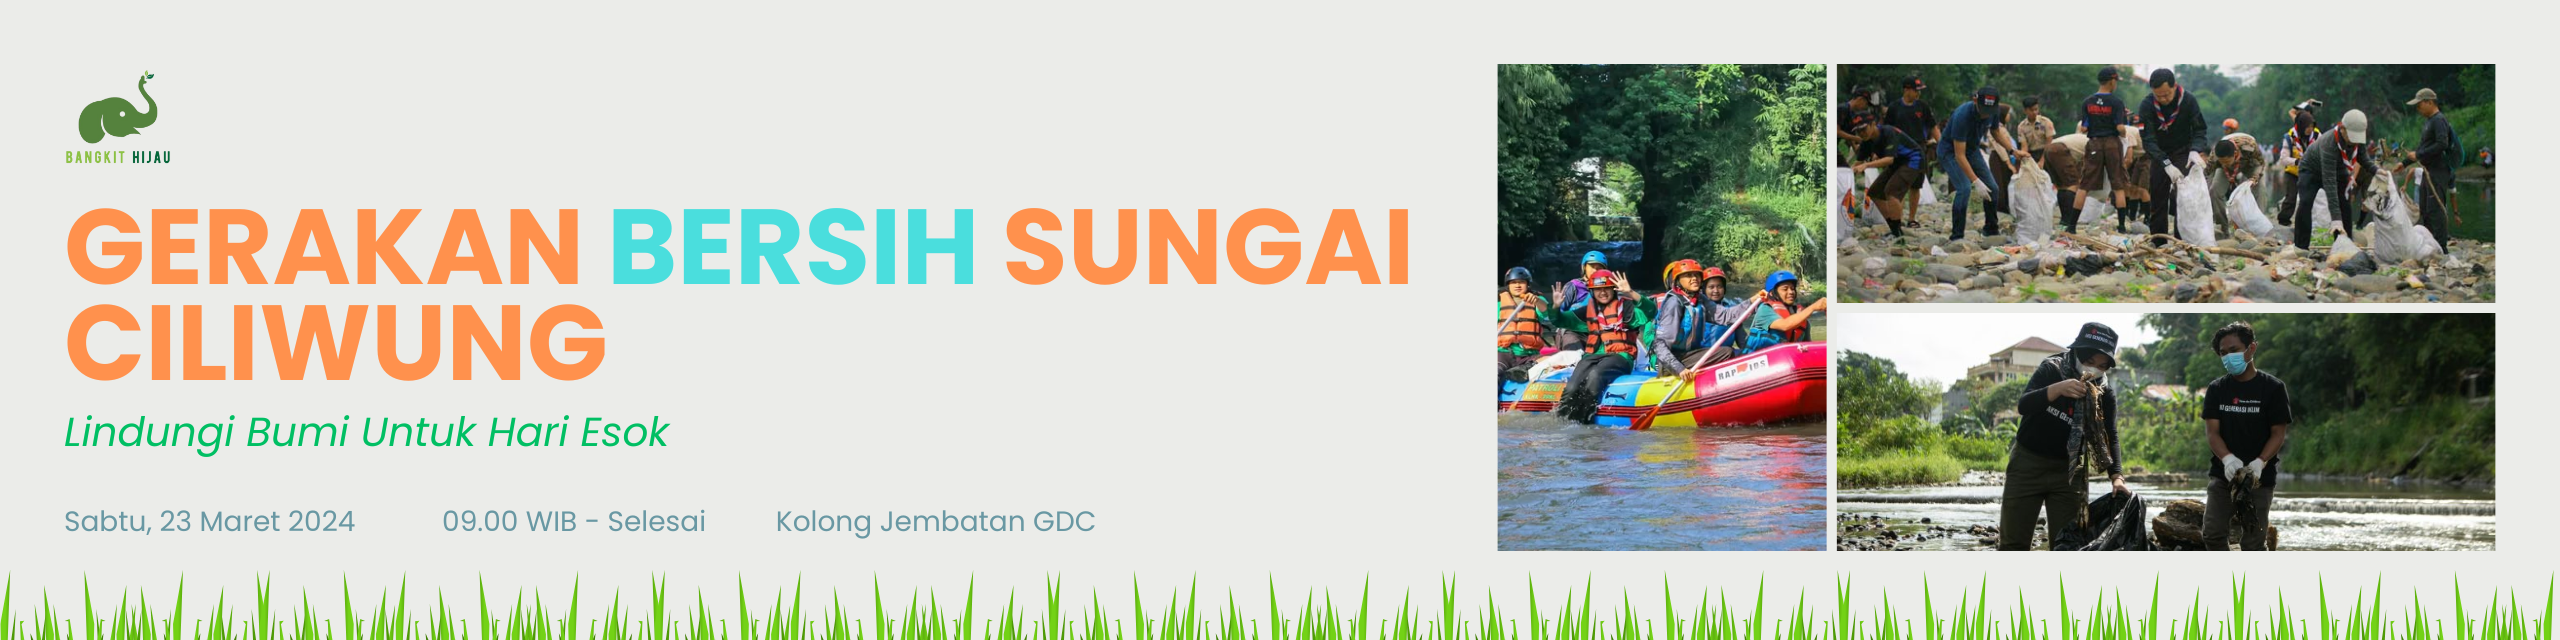 BANGKIT HIJAU
GERAKAN BERSIH SUNGAI
CILIWUNG
Lindungi Bumi Untuk Hari Esok
Sabtu, 23 Maret 2024 09.00 WIB - Selesai Kolong Jembatan GDC